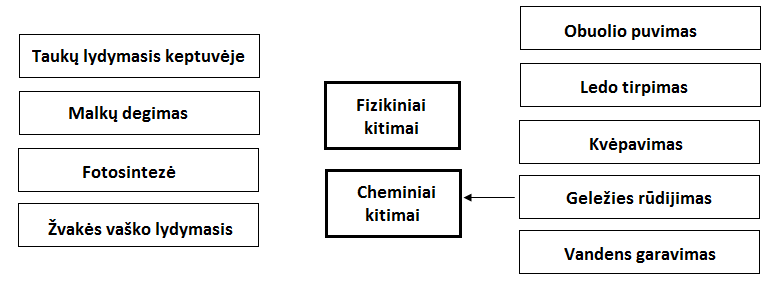 Taukų lydymasis keptuvėje
Malkų degimas
Fotosintezė
Žvakės vaško lydymasis
Fizikiniai
kitimai
Cheminiai
kitimai
Obuolio puvimas
Ledo tirpimas
Kvėpavimas
Geležies rūdijimas
Vandens garavimas